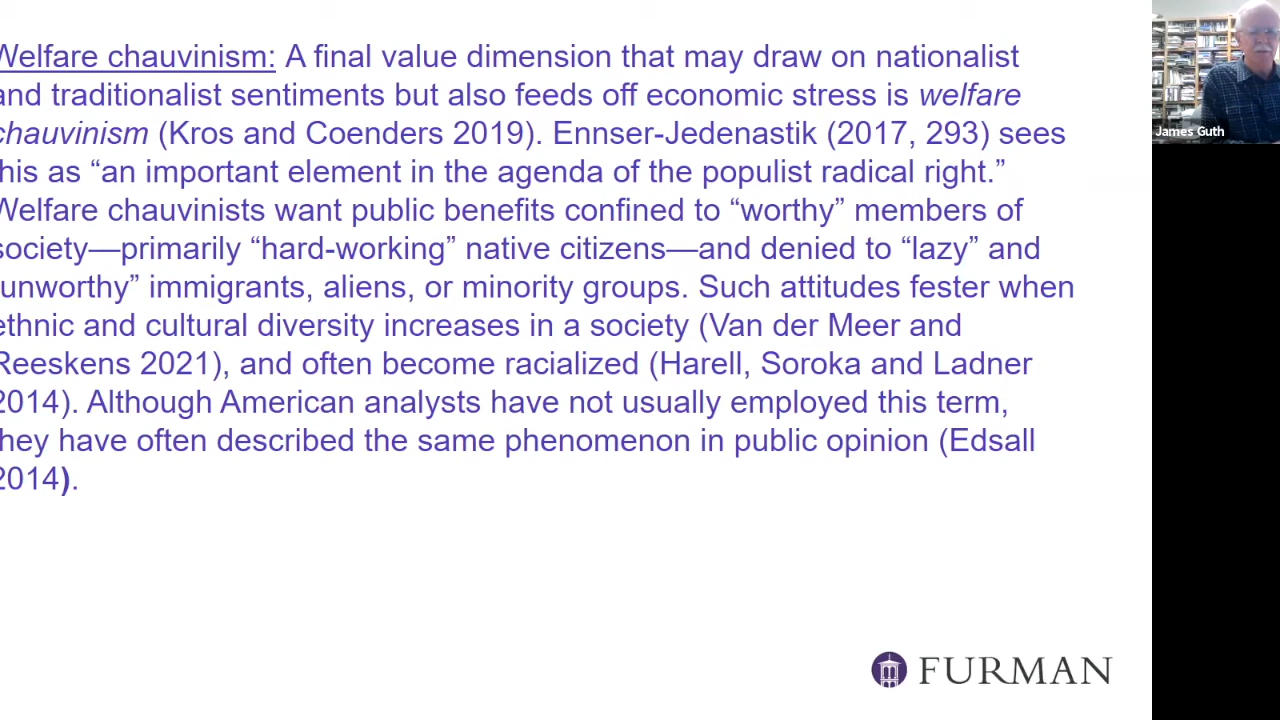 Welfare chauvinism: A final value dimension that may draw on nationalist
and traditionalist sentiments but also feeds off economic stress is welfare
chauvinism (Kros and Coenders 2019). Ennser-Jedenastik (2017, 293) sees
this as “an important element in the agenda of the populist radical right.”
Welfare chauvinists want public benefits confined to “worthy” members of
society—primarily “hard-working” native citizens—and denied to “lazy” and
“unworthy” immigrants, aliens, or minority groups. Such attitudes fester when
ethnic and cultural diversity increases in a society (Van der Meer and
Reeskens 2021), and often become racialized (Harell, Soroka and Ladner
2014). Although American analysts have not usually employed this term,
they have often described the same phenomenon in public opinion (Edsall
2014).
James Guth
FURMAN